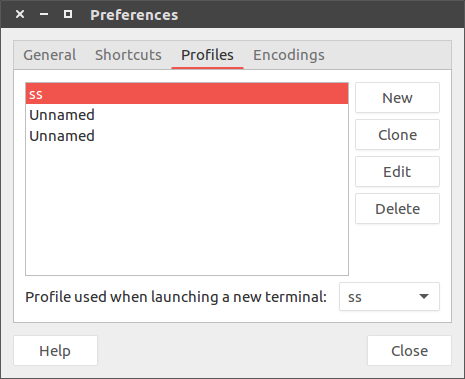 Preferences
General Shortcuts Profiles Encodings
ss
Unnamed
Unnamed
New
Clone
Edit
Delete
Profile used when launching a new terminal: ss
Help Close